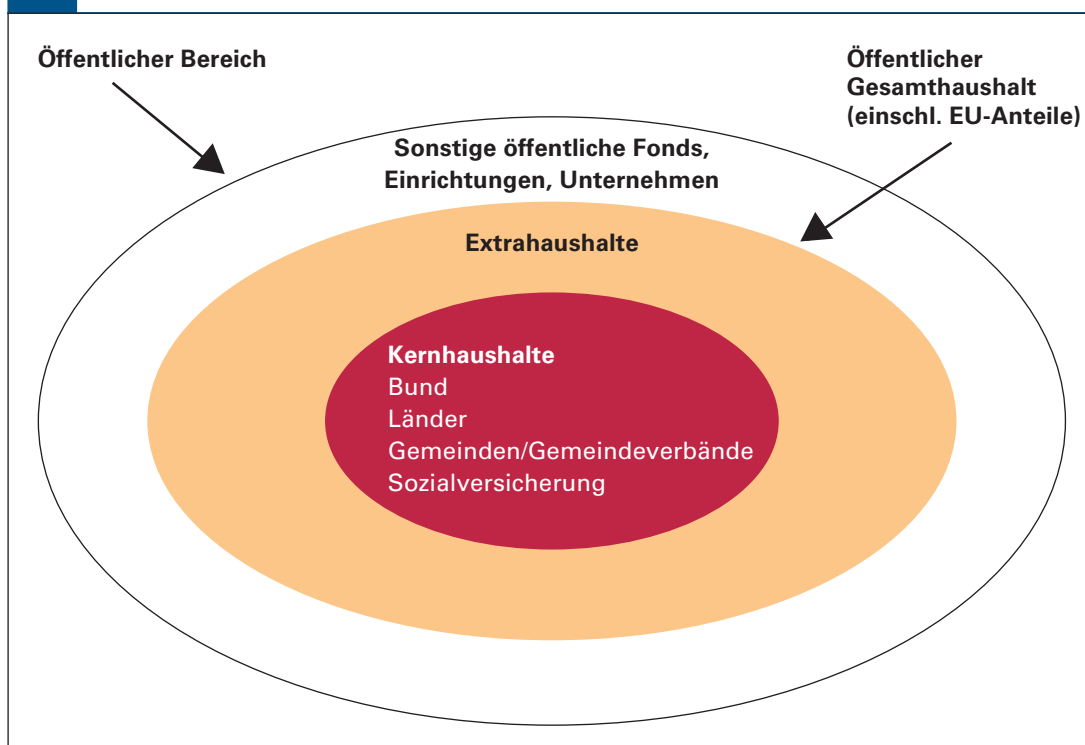 Öffentlicher Bereich
Öffentlicher
Gesamthaushalt
(einschl. EU-Anteile)
Sonstige öffentliche Fonds,
Einrichtungen, Unternehmen
Extrahaushalte
Kernhaushalte
Bund
Länder
Gemeinden/Gemeindeverbände
Sozialversicherung